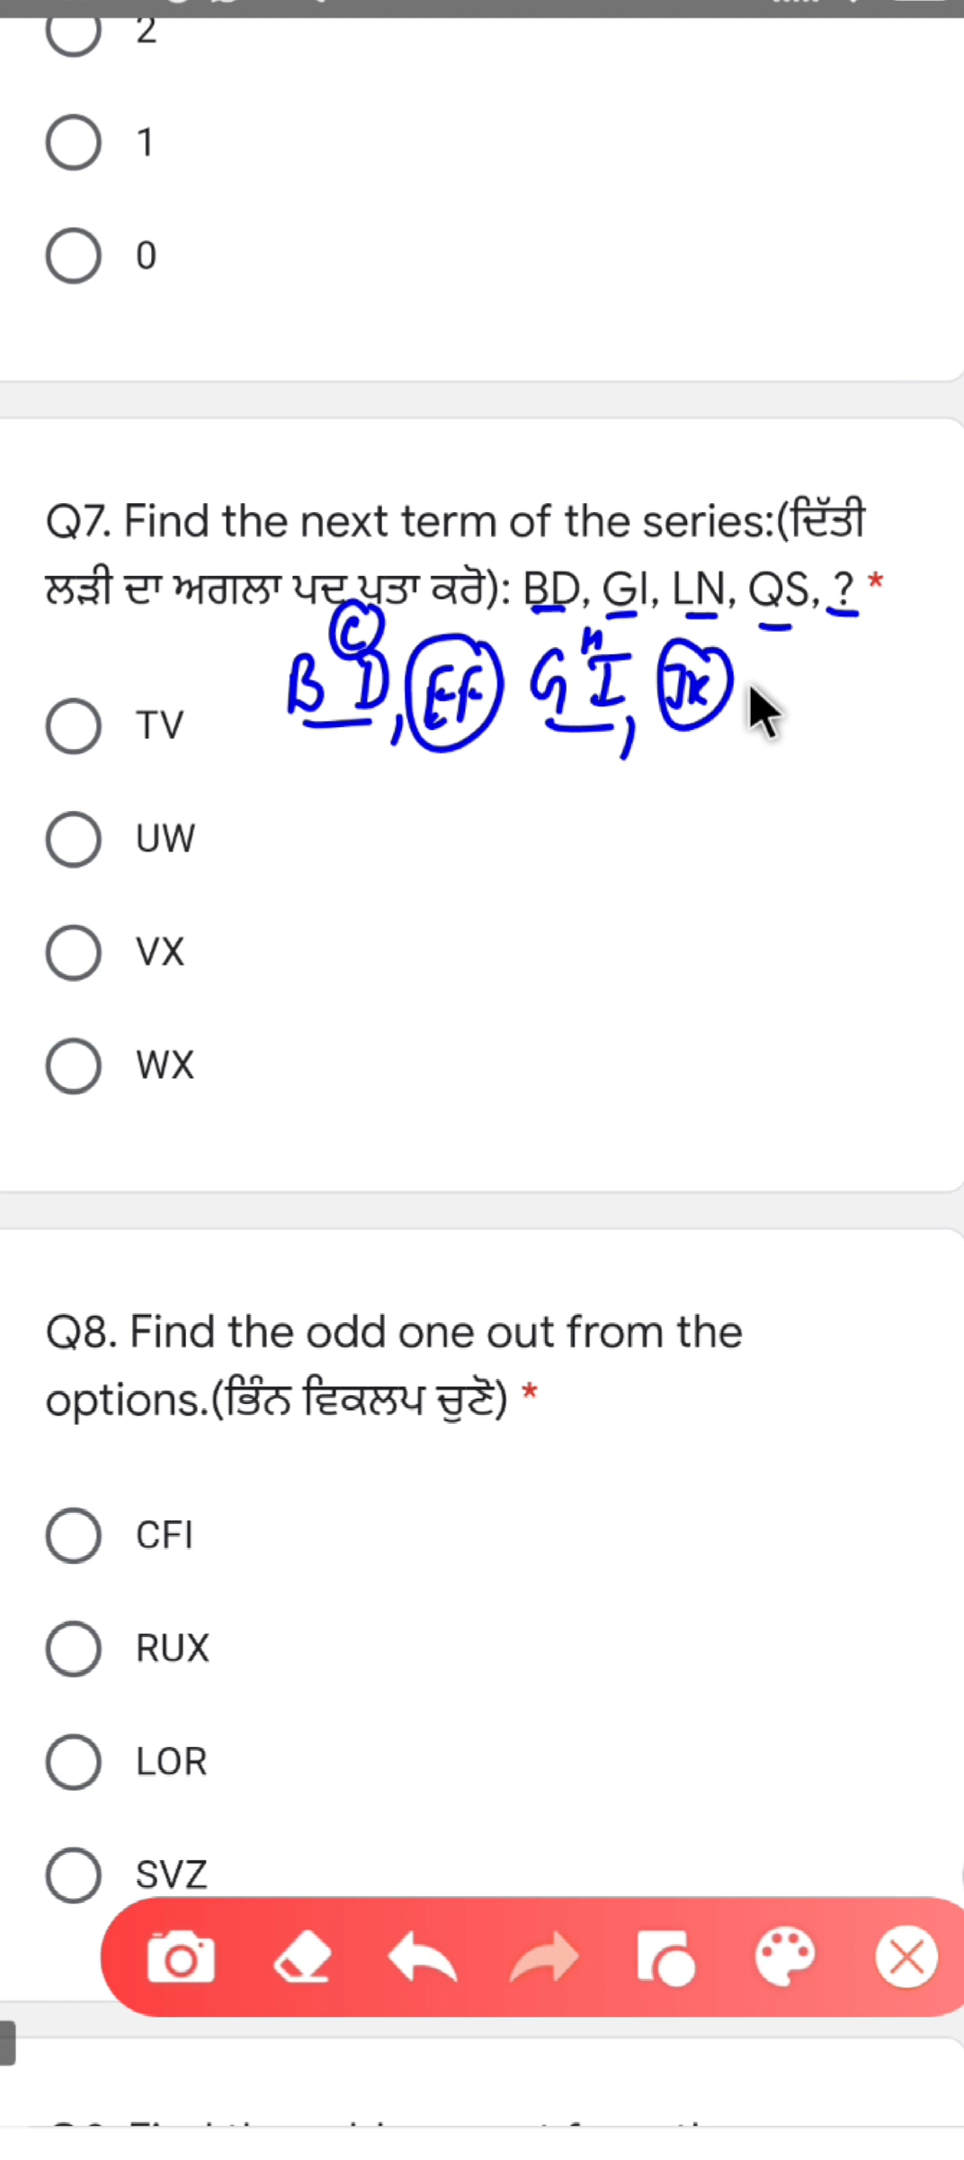 2
1
0
Q7. Find the next term of the series:(ਦਿੱਤੀ
ਲੜੀ ਦਾ ਅਗਲਾ ਪਦ ਪਤਾ ਕਰੋ): BD, GI, LN, QS, ? *
C H
B D, EF G I, JK
TV
UW
VX
WX
Q8. Find the odd one out from the
options.(ਭਿੰਨ ਵਿਕਲਪ ਚੁਣੋ) *
CFI
RUX
LOR
SVZ